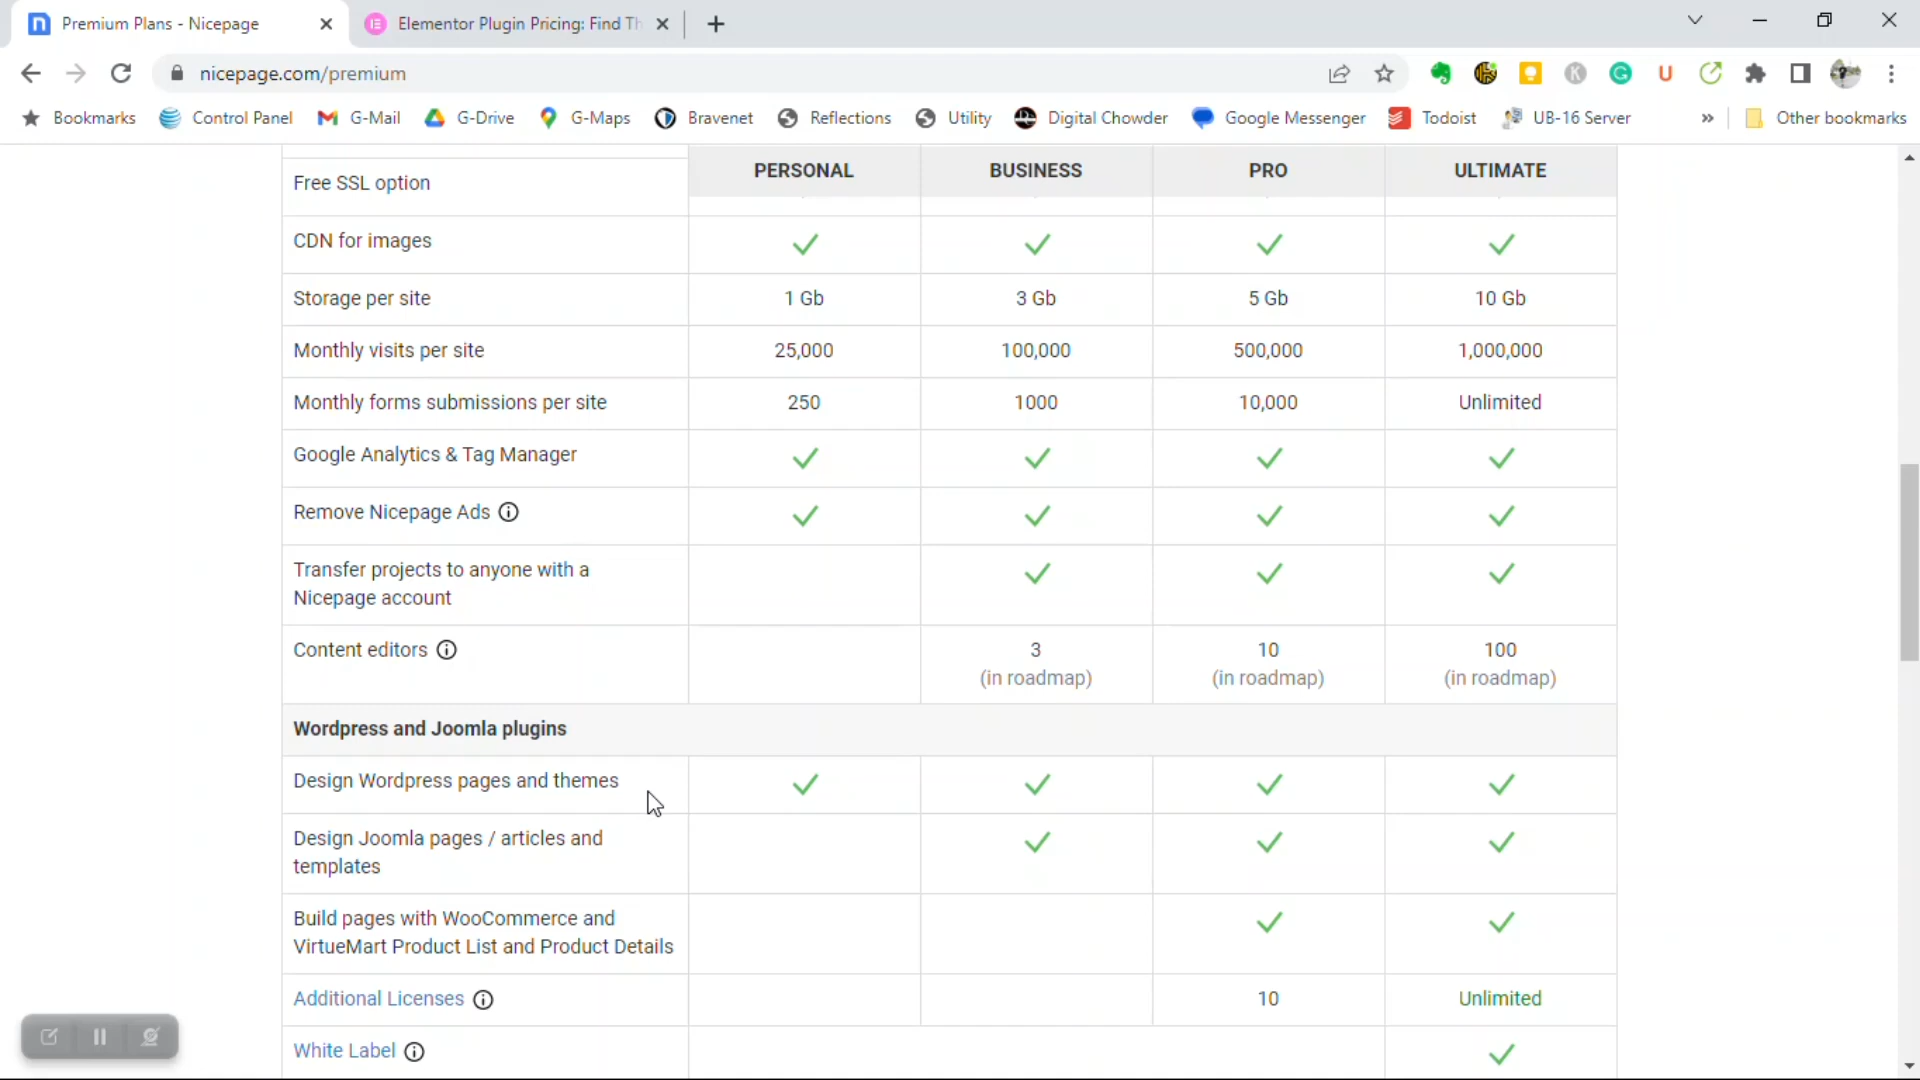 Premium Plans - Nicepage
Elementor Plugin Pricing: Find Th
nicepage.com/premium
Bookmarks
Control Panel
G-Mail
G-Drive
G-Maps
Bravenet
Reflections
Utility
Digital Chowder
Google Messenger
Todoist
UB-16 Server
»
Other bookmarks
PERSONAL BUSINESS PRO ULTIMATE
Free SSL option
CDN for images
Storage per site 1 Gb 3 Gb 5 Gb 10 Gb
Monthly visits per site 25,000 100,000 500,000 1,000,000
Monthly forms submissions per site 250 1000 10,000 Unlimited
Google Analytics & Tag Manager
Remove Nicepage Ads
Transfer projects to anyone with a
Nicepage account
Content editors 3 10 100
(in roadmap) (in roadmap) (in roadmap)
Wordpress and Joomla plugins
Design Wordpress pages and themes
Design Joomla pages / articles and
templates
Build pages with WooCommerce and
VirtueMart Product List and Product Details
Additional Licenses 10 Unlimited
White Label